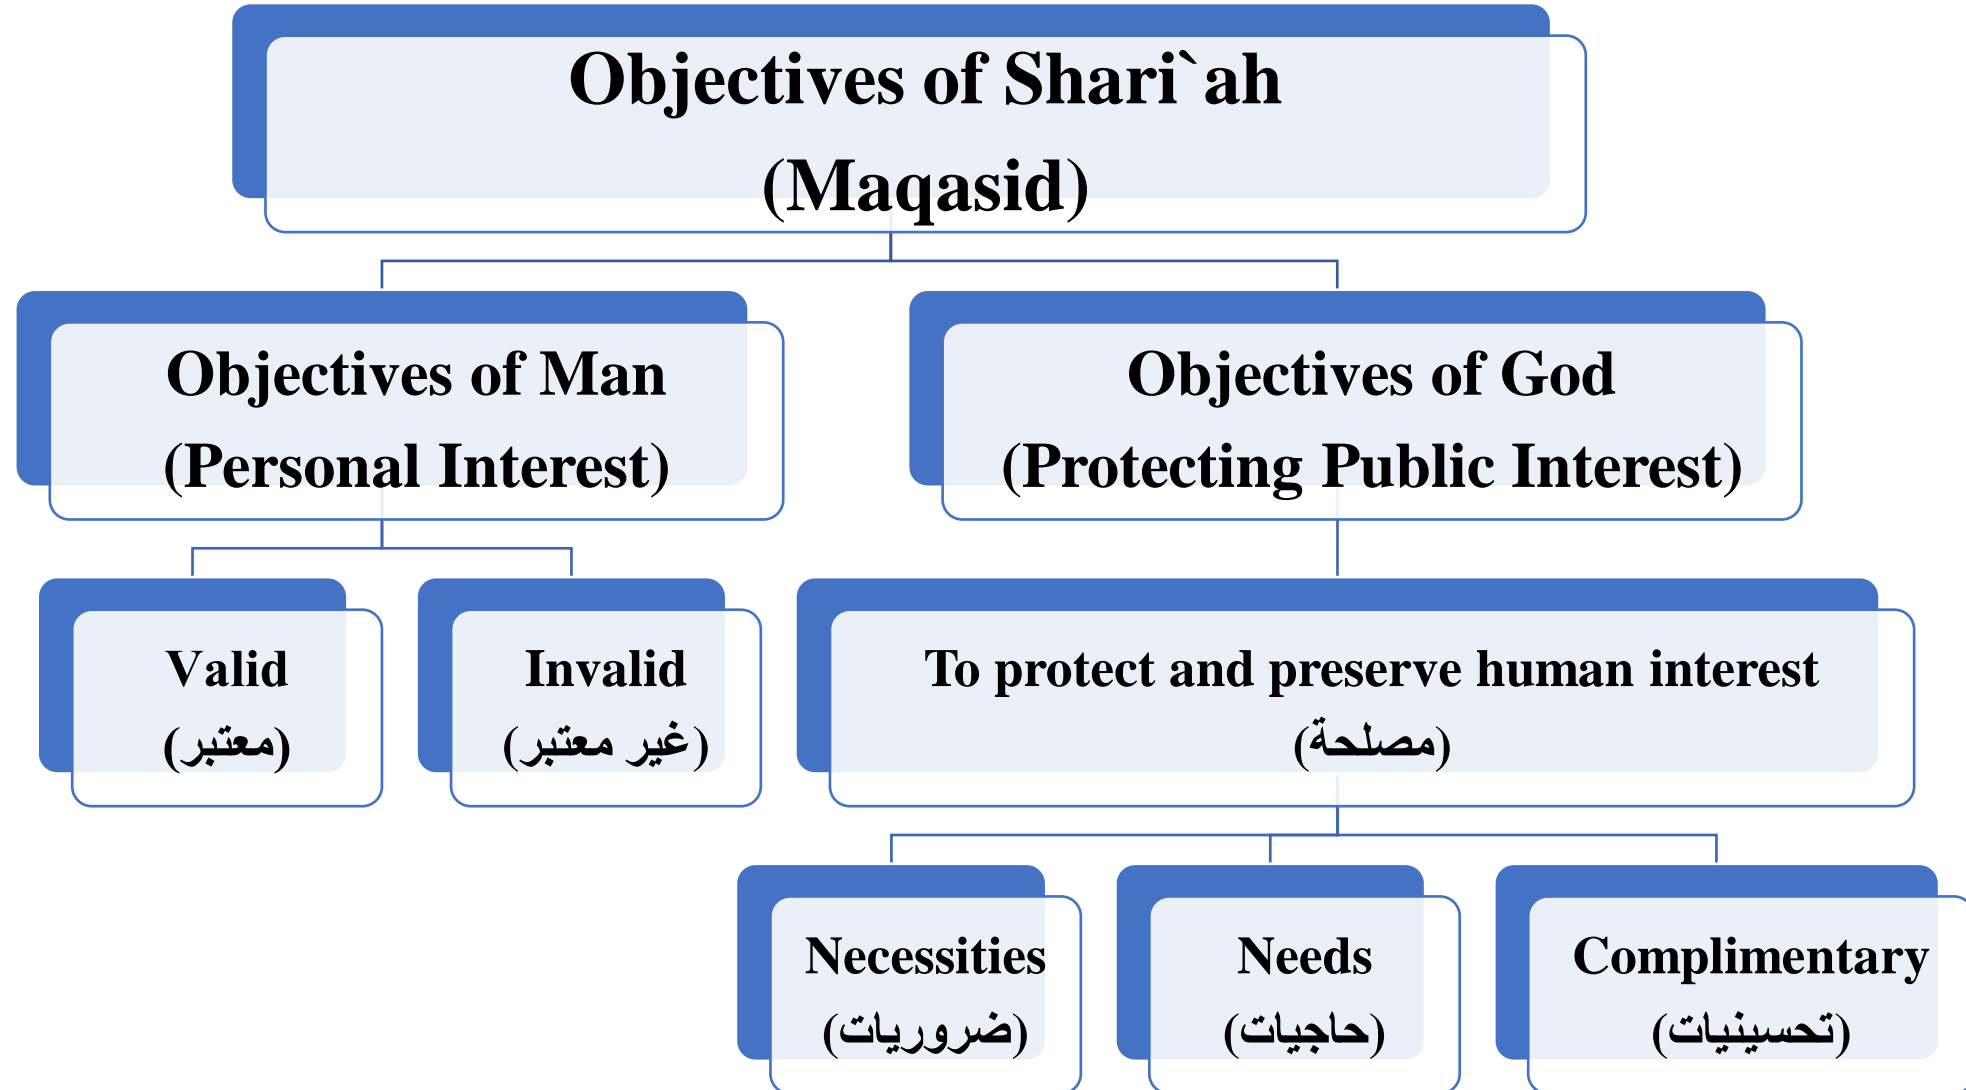 Objectives of Shari`ah
(Maqasid)
Objectives of Man
(Personal Interest)
Objectives of God
(Protecting Public Interest)
Valid
(معتبر)
Invalid
(غير معتبر)
To protect and preserve human interest
(مصلحة)
Necessities
(ضروريات)
Needs
(حاجيات)
Complimentary
(تحسينيات)